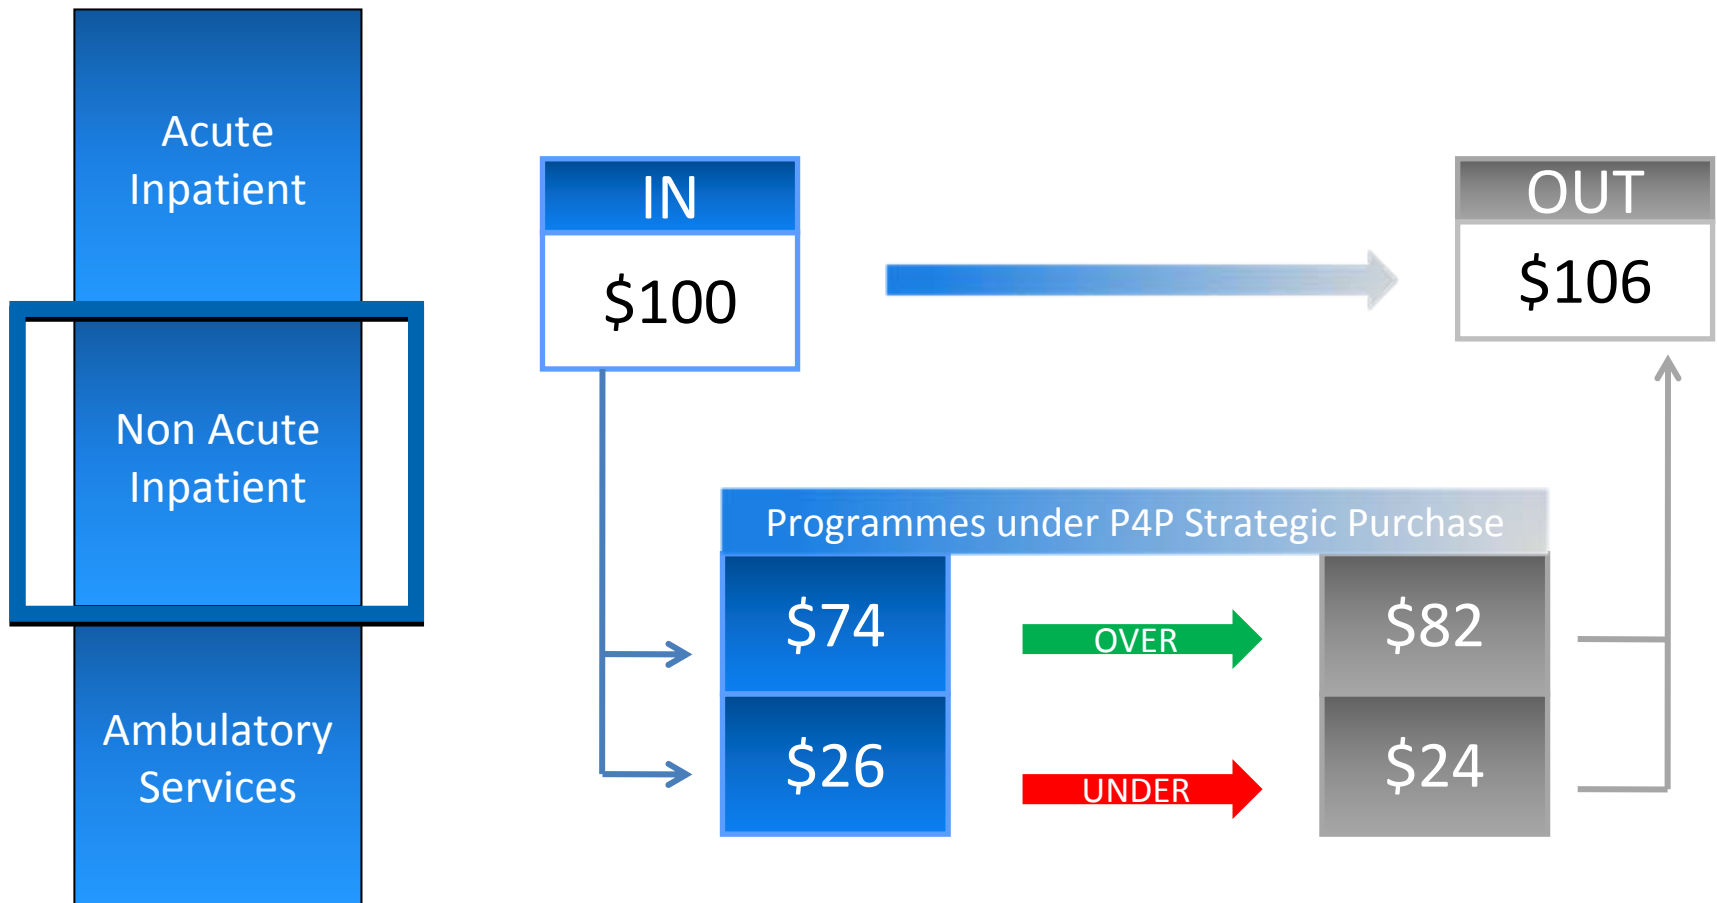 Acute
Inpatient
Non Acute
Inpatient
Ambulatory
Services
IN
$100
OUT
$106
Programmes under P4P Strategic Purchase
$74
OVER
$82
$26
UNDER
$24